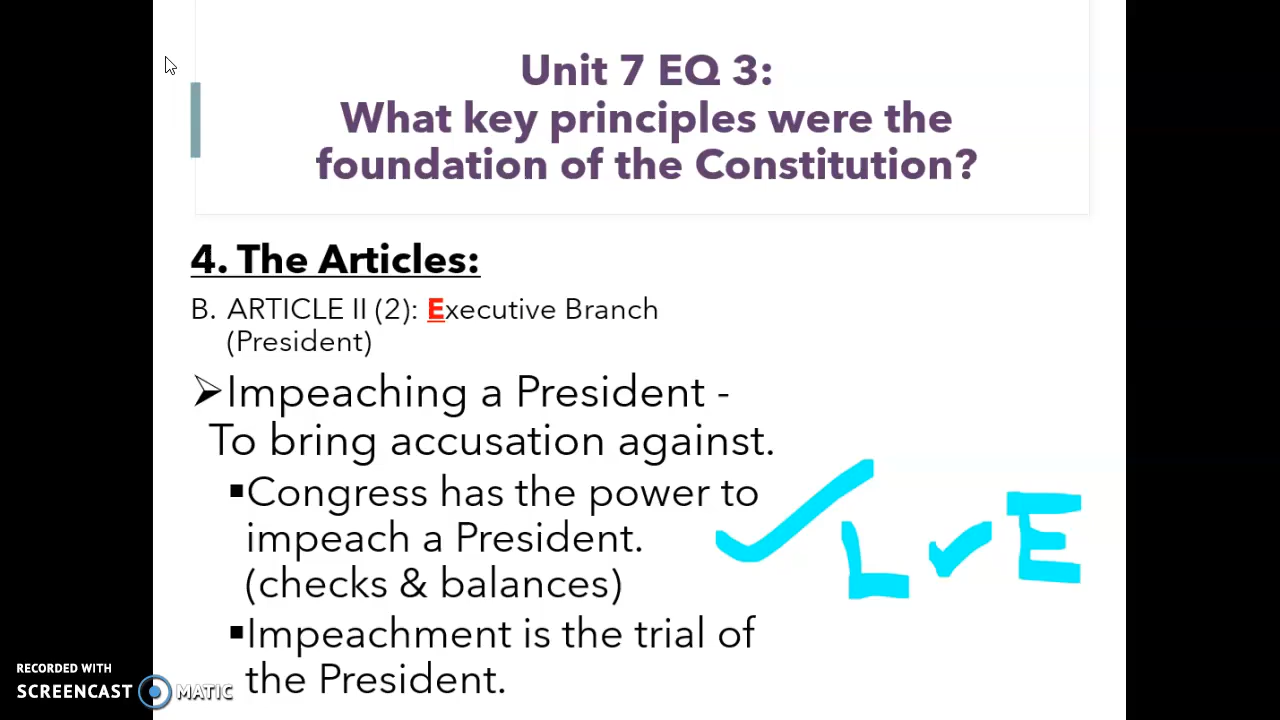 Unit 7 EQ 3:
What key principles were the
foundation of the Constitution?
4. The Articles:
B. ARTICLE II (2): Executive Branch
(President)
Impeaching a President -
To bring accusation against.
Congress has the power to
impeach a President.
(checks & balances)
L ✓ E
Impeachment is the trial of
the President.
RECORDED WITH
SCREENCAST MATIC